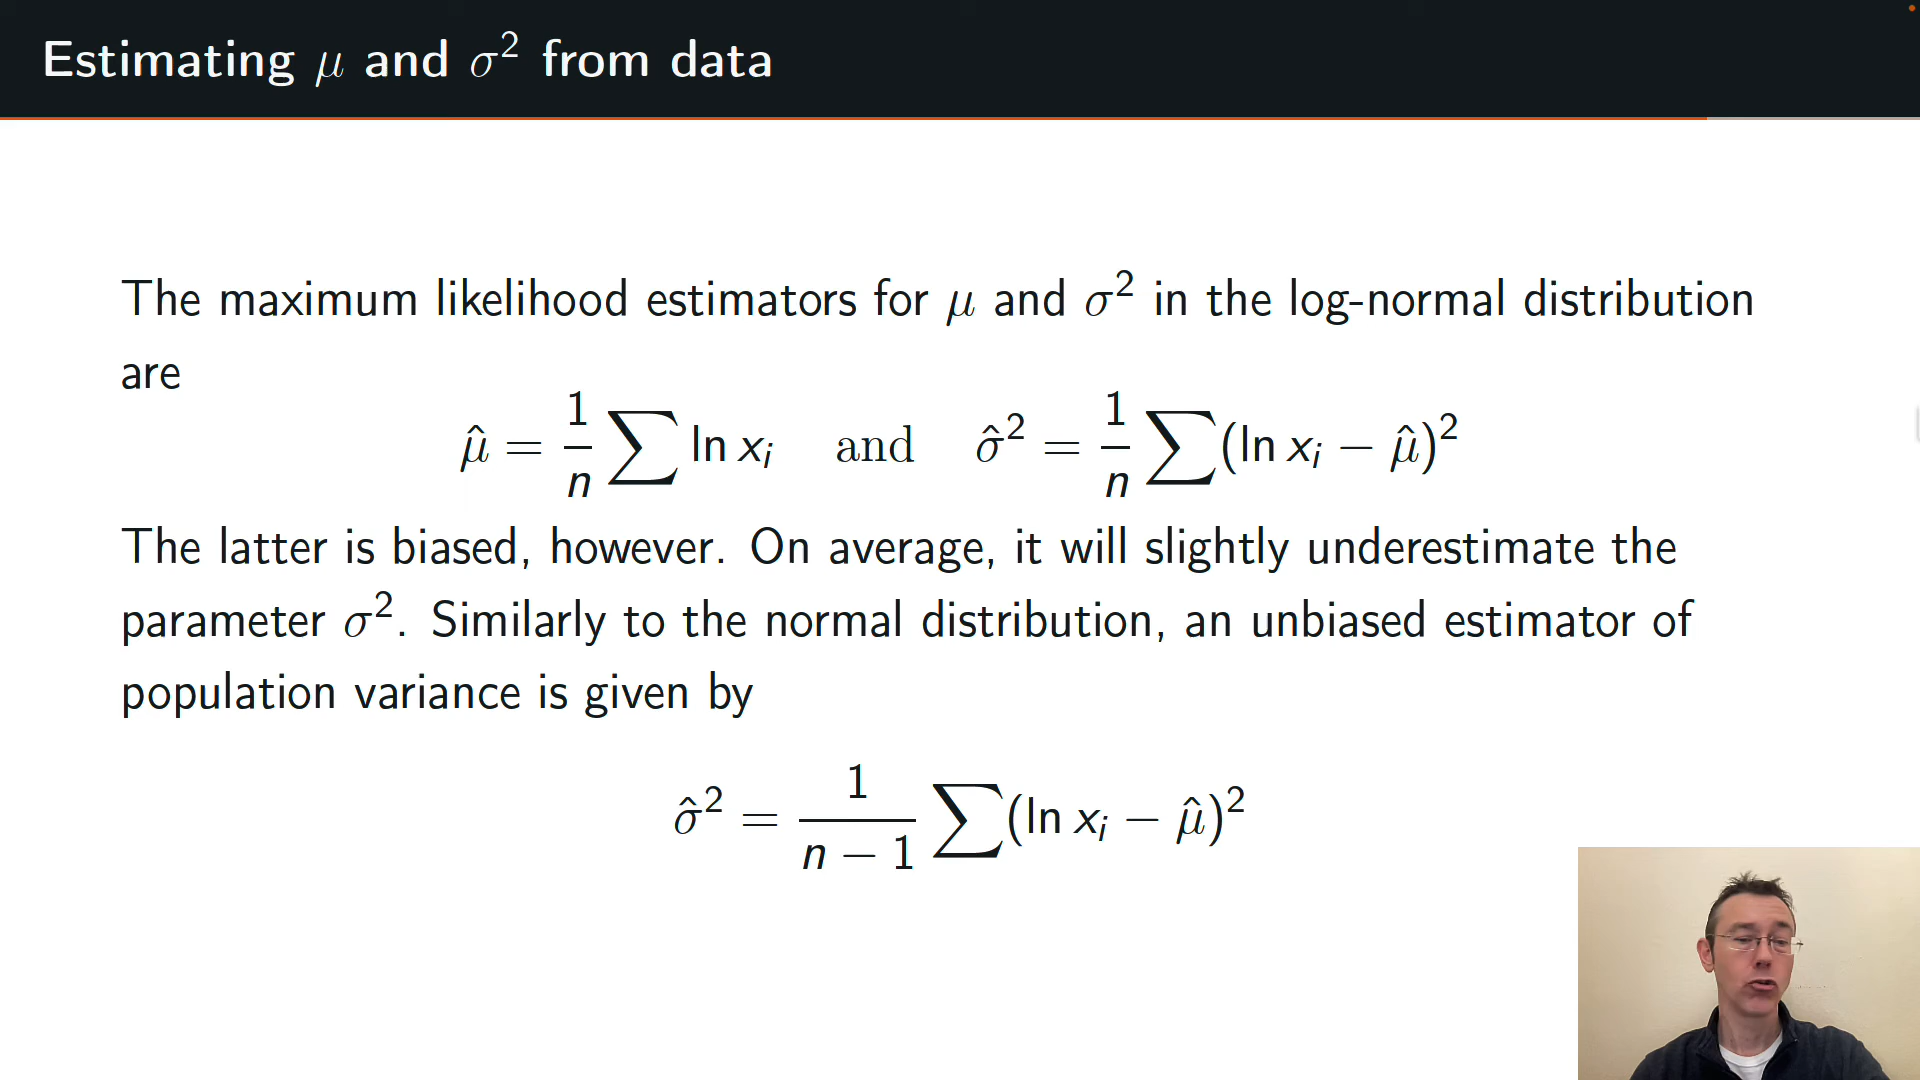 Estimating μ and σ² from data
The maximum likelihood estimators for μ and σ² in the log-normal distribution
are
μ̂ = 1/n ∑ ln xᵢ and σ̂² = 1/n ∑(ln xᵢ − μ̂)²
The latter is biased, however. On average, it will slightly underestimate the
parameter σ². Similarly to the normal distribution, an unbiased estimator of
population variance is given by
σ̂² = 1/(n − 1) ∑(ln xᵢ − μ̂)²